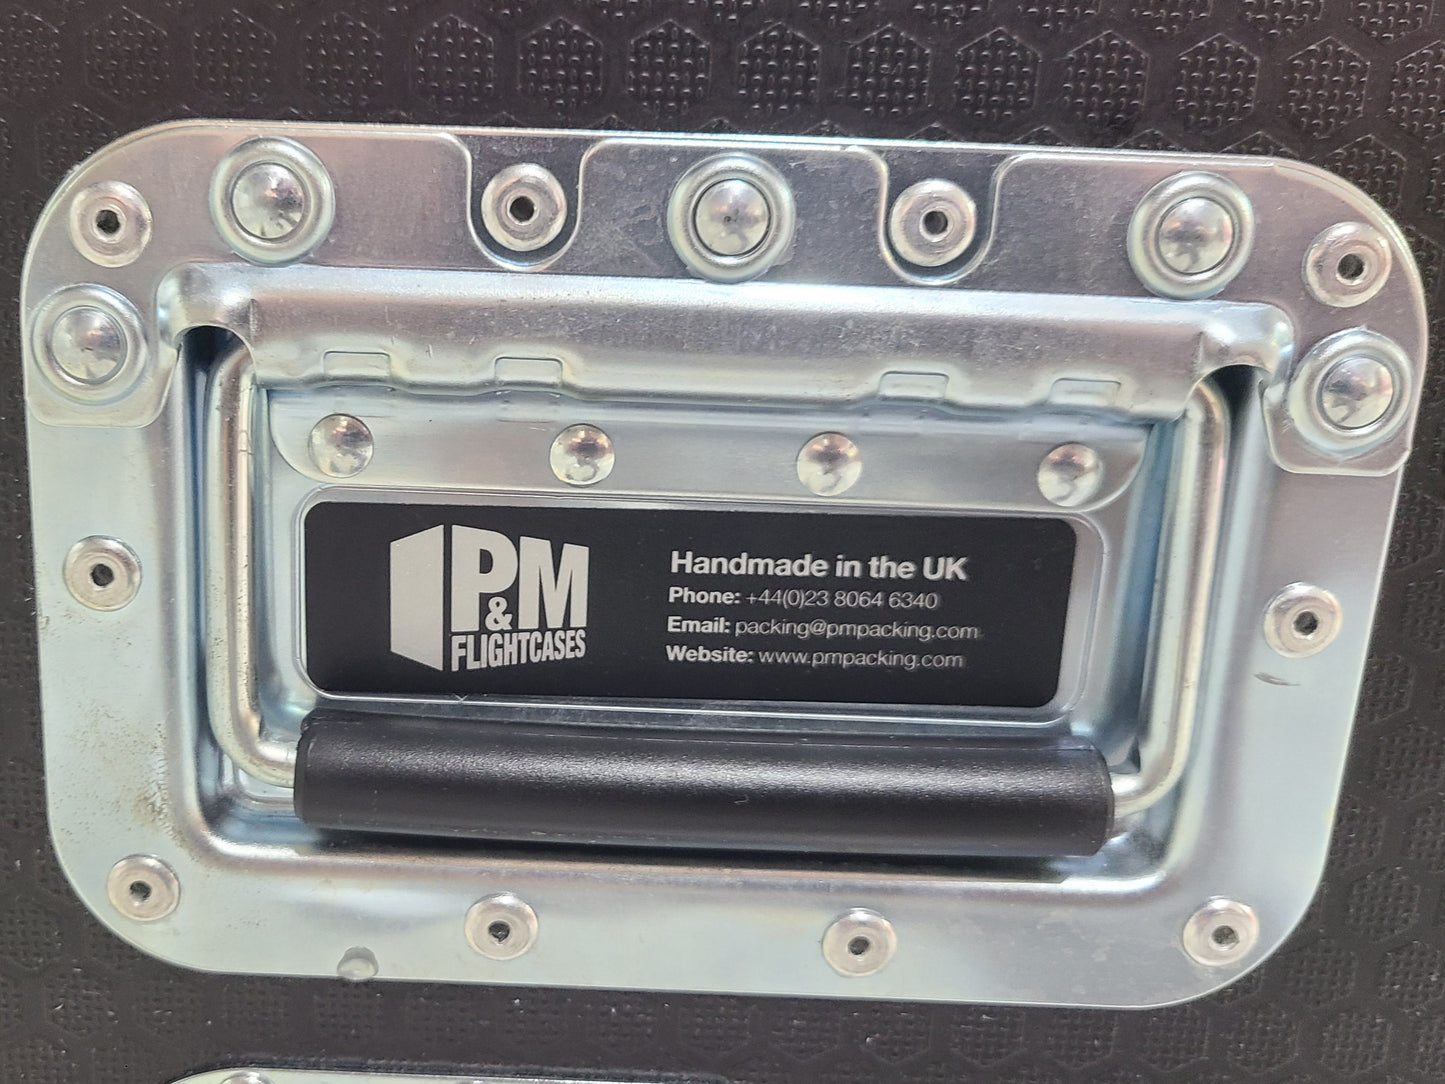 P&M
FLIGHTCASES
Handmade in the UK
Phone: +44(0)23 8064 6340
Email: packing@pmpacking.com
Website: www.pmpacking.com